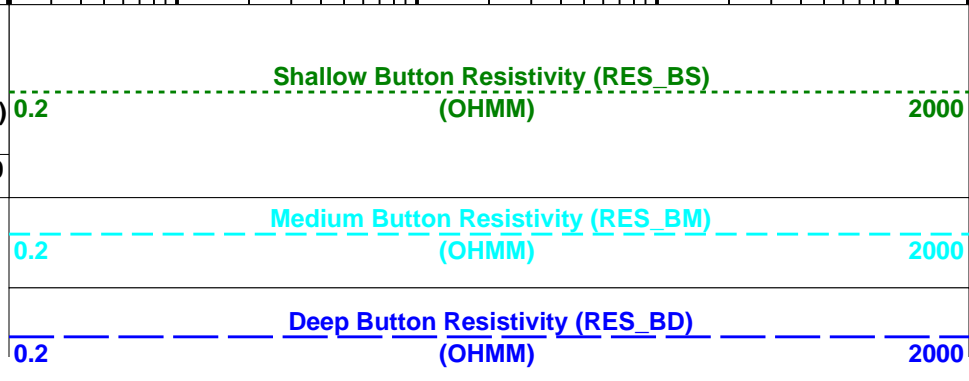 Shallow Button Resistivity (RES_BS)
) 0.2 (OHMM) 2000
)
Medium Button Resistivity (RES_BM)
0.2 (OHMM) 2000
Deep Button Resistivity (RES_BD)
0.2 (OHMM) 2000